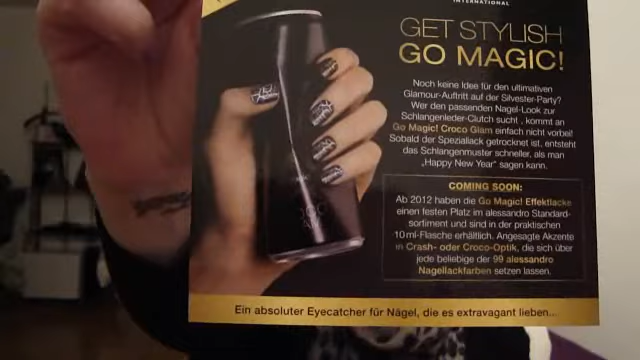 INTERNATIONAL
GET STYLISH
GO MAGIC!
Noch keine Idee für den ultimativen
Glamour-Auftritt auf der Silvester-Party?
Wer den passenden Nagel-Look zur
Schlangenleder-Clutch sucht, kommt an
Go Magic! Croco Glam einfach nicht vorbei!
Sobald der Speziallack getrocknet ist, entsteht
das Schlangenmuster schneller, als man
„Happy New Year“ sagen kann.
COMING SOON:
Ab 2012 haben die Go Magic! Effektlacke
einen festen Platz im alessandro Standard-
sortiment und sind in der praktischen
10 ml-Flasche erhältlich. Angesagte Akzente
in Crash- oder Croco-Optik, die sich über
jede beliebige der 99 alessandro
Nagellackfarben setzen lassen.
Ein absoluter Eyecatcher für Nägel, die es extravagant lieben...